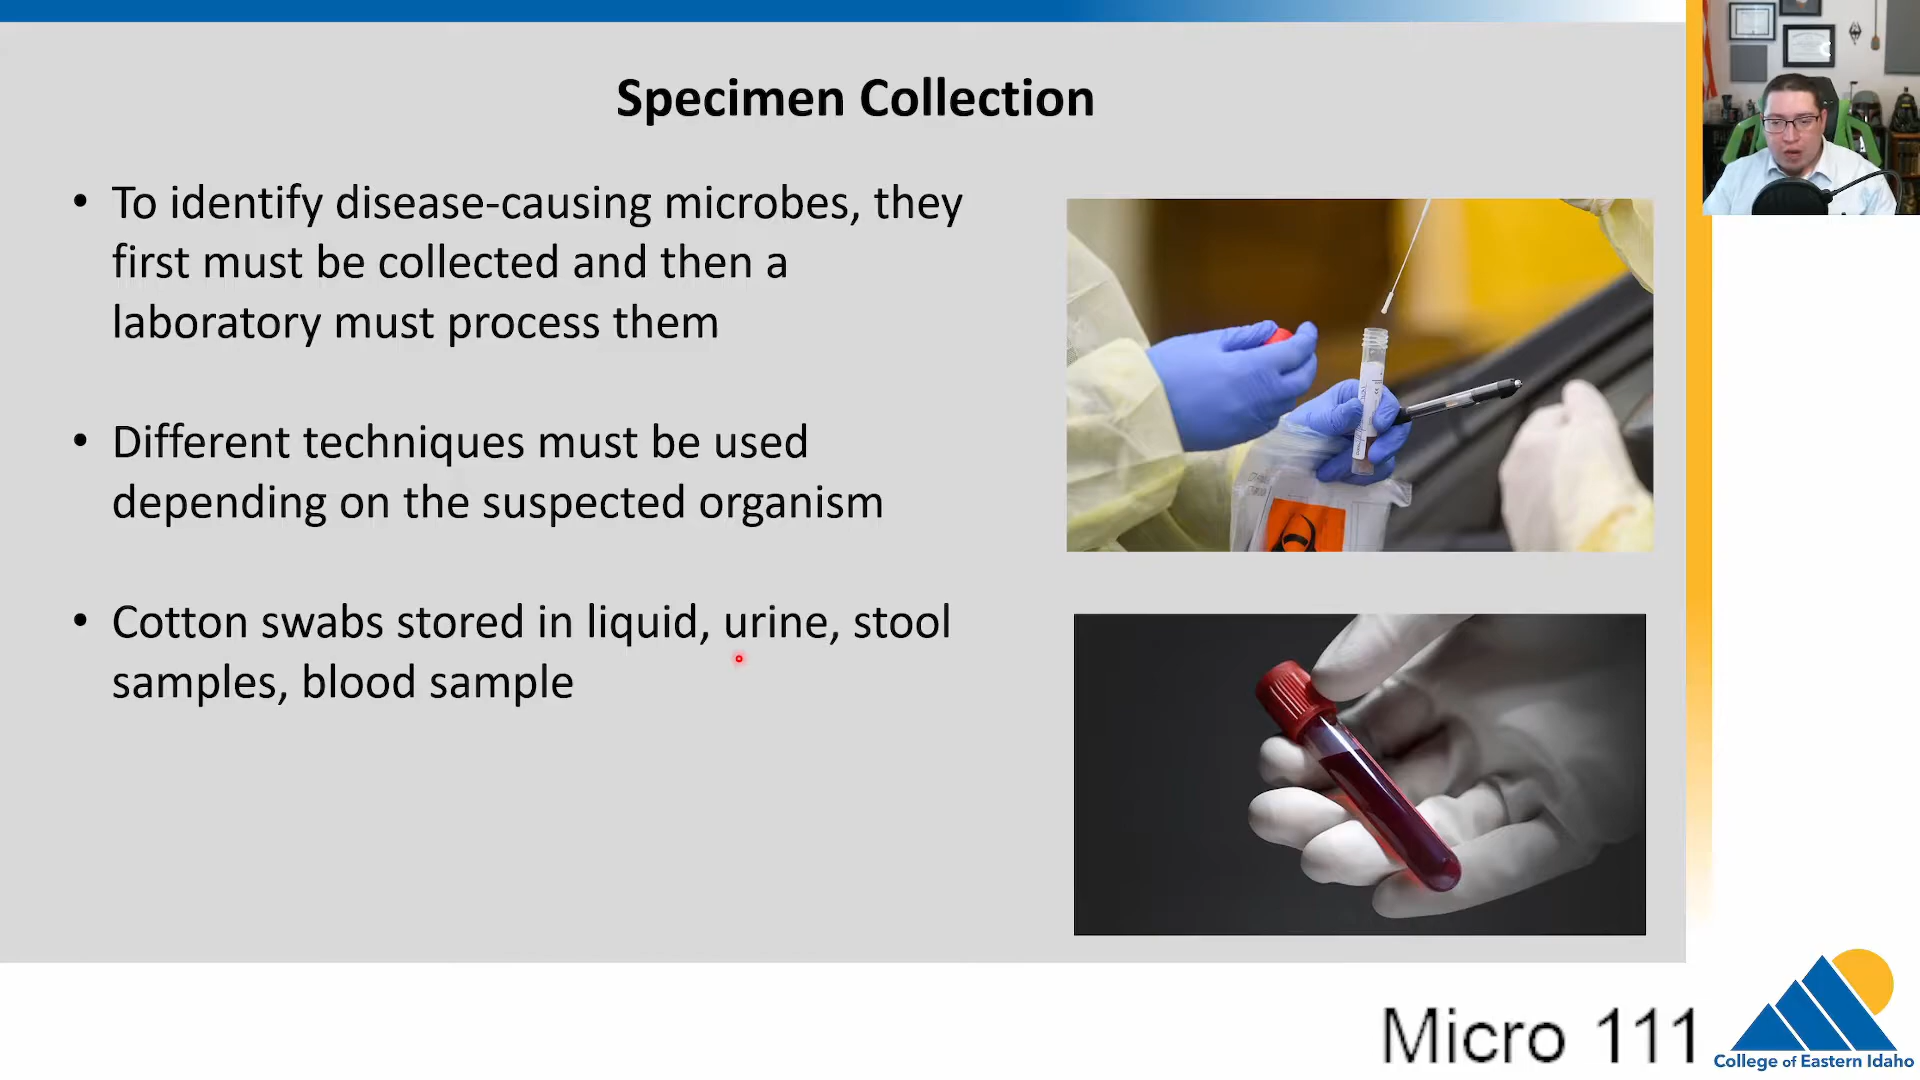 Specimen Collection
• To identify disease-causing microbes, they
first must be collected and then a
laboratory must process them
• Different techniques must be used
depending on the suspected organism
• Cotton swabs stored in liquid, urine, stool
samples, blood sample
Micro 111
College of Eastern Idaho